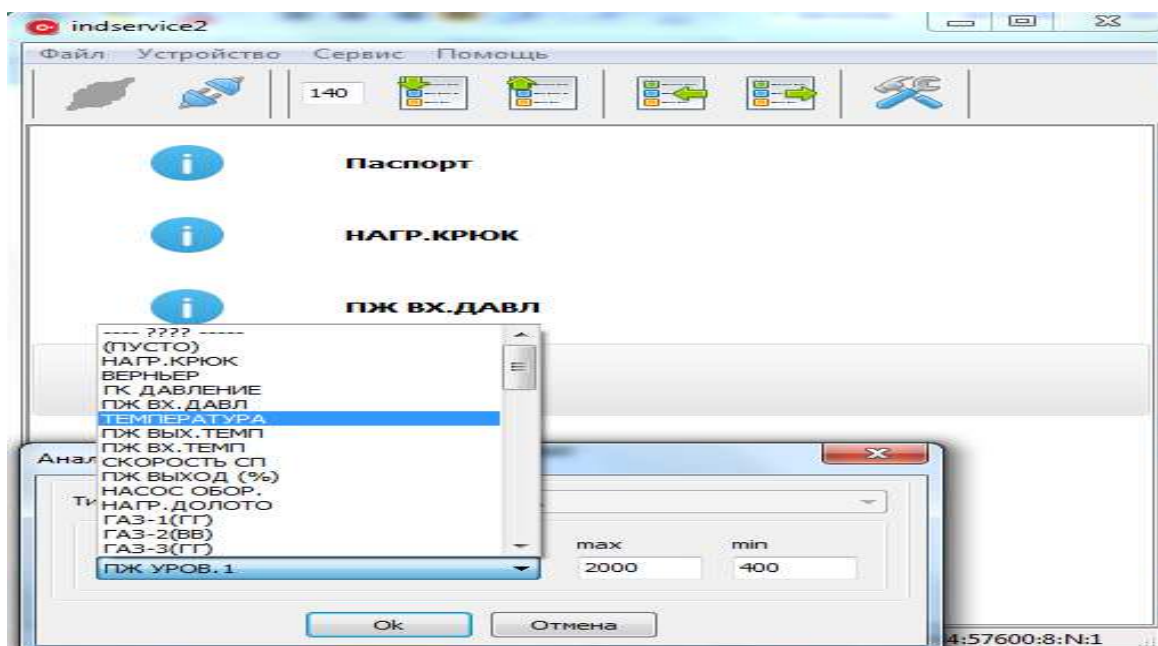 indservice2
Файл Устройство Сервис Помощь
140
Паспорт
НАГР.КРЮК
ПЖ ВХ.ДАВЛ
---- ???? -----
(ПУСТО)
НАГР.КРЮК
ВЕРНЬЕР
ГК ДАВЛЕНИЕ
ПЖ ВХ.ДАВЛ
ТЕМПЕРАТУРА
ПЖ ВЫХ.ТЕМП
ПЖ ВХ.ТЕМП
СКОРОСТЬ СП
ПЖ ВЫХОД (%)
НАСОС ОБОР.
НАГР.ДОЛОТО
ГАЗ-1(ГГ)
ГАЗ-2(ВВ)
ГАЗ-3(ГГ)
max min
ПЖ УРОВ.1 2000 400
Ok Отмена
4:57600:8:N:1